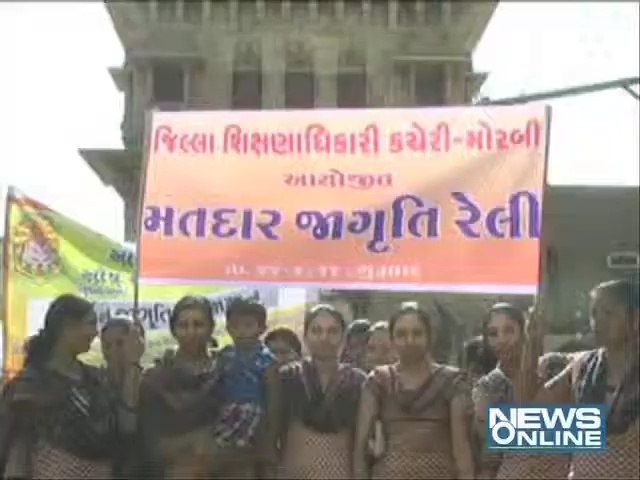 જિલ્લા શિક્ષણાધિકારી કચેરી-મોરબી
આયોજીત
મતદાર જાગૃતિ રેલી
જાગૃતિ
NEWS
ONLINE